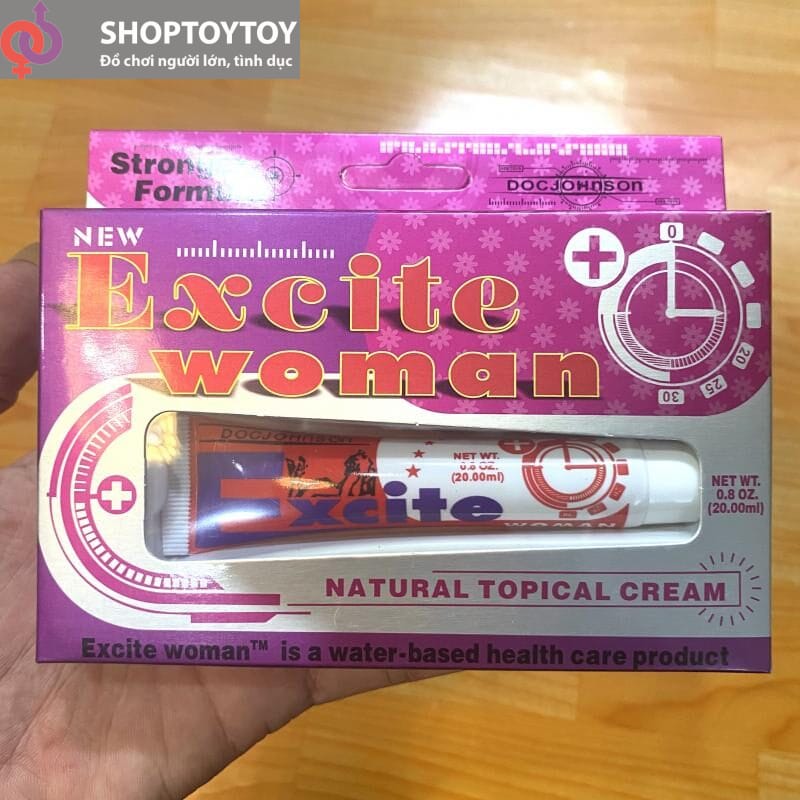 SHOPTOYTOY
Đồ chơi người lớn, tình dục
Strong
Formu
DOCJOHNSON
NEW
Excite
woman
0
20
25
30
DOCJOHNSON
Excite
WOMAN
NET WT.
0.8 OZ.
(20.00ml)
NET WT.
0.8 OZ.
(20.00ml)
NATURAL TOPICAL CREAM
Excite woman™ is a water-based health care product